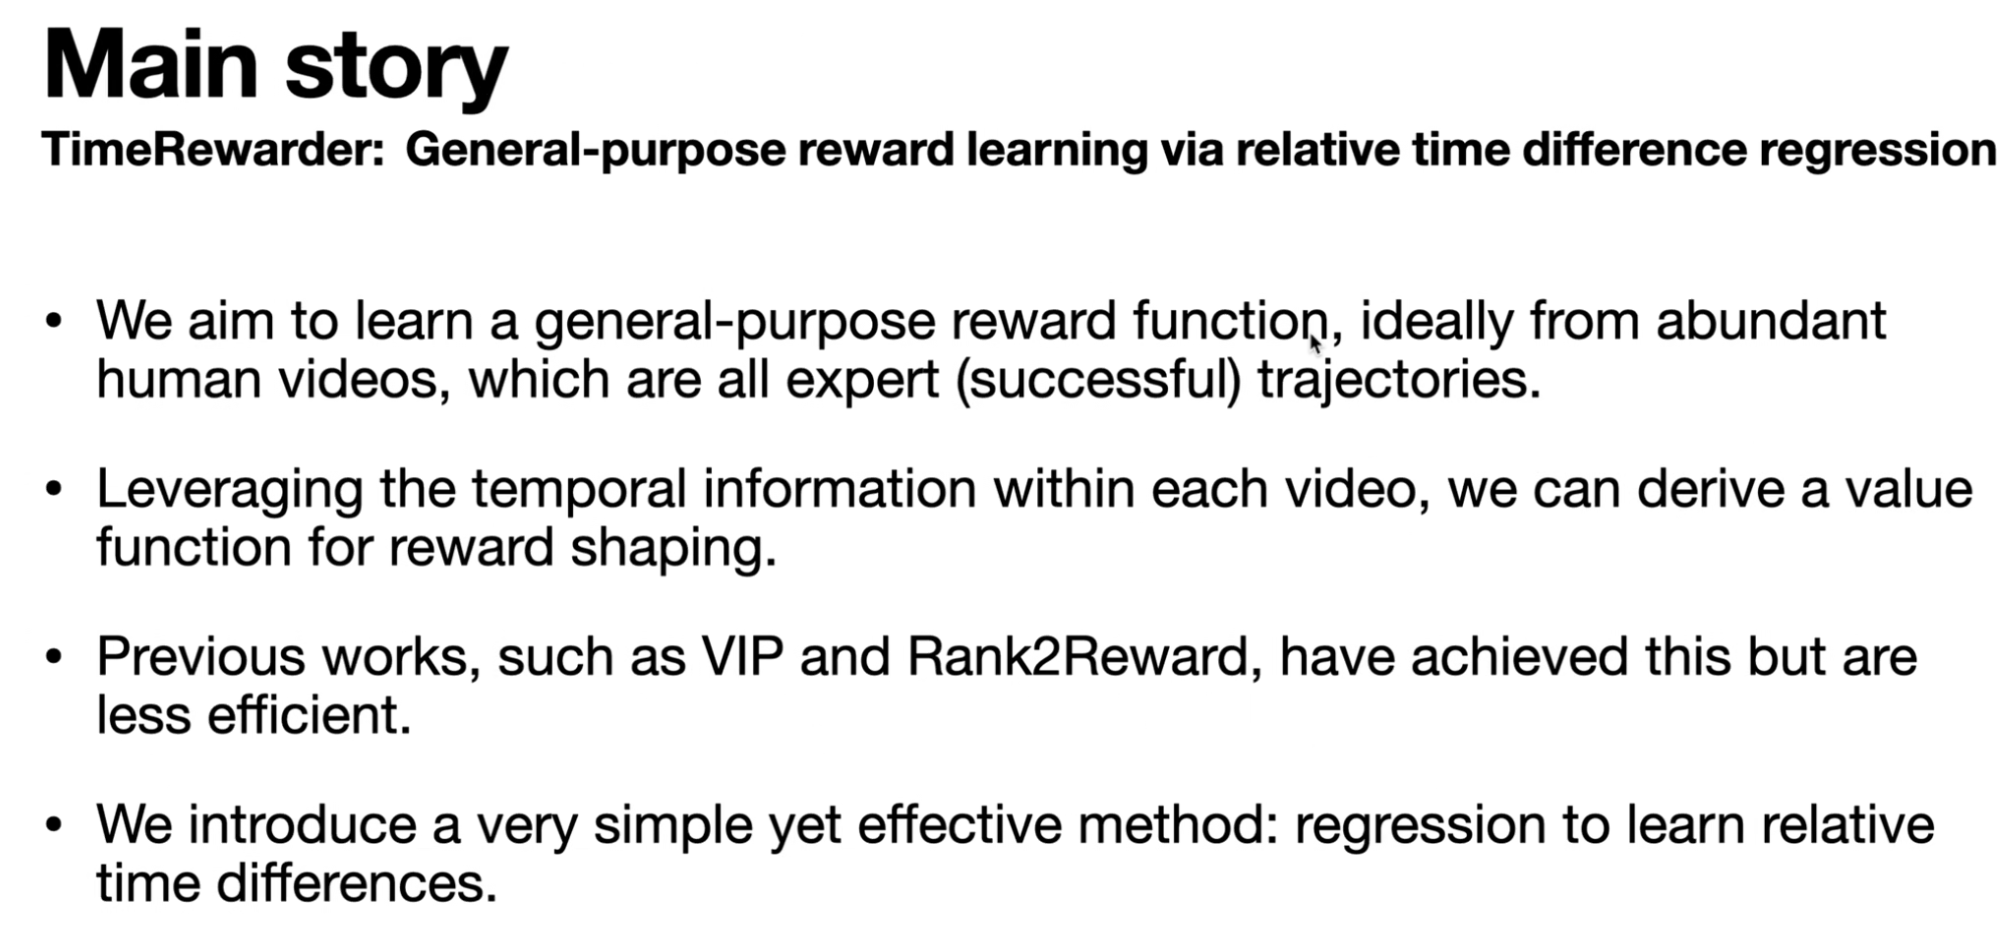 Main story
TimeRewarder: General-purpose reward learning via relative time difference regression
• We aim to learn a general-purpose reward function, ideally from abundant
human videos, which are all expert (successful) trajectories.
• Leveraging the temporal information within each video, we can derive a value
function for reward shaping.
• Previous works, such as VIP and Rank2Reward, have achieved this but are
less efficient.
• We introduce a very simple yet effective method: regression to learn relative
time differences.